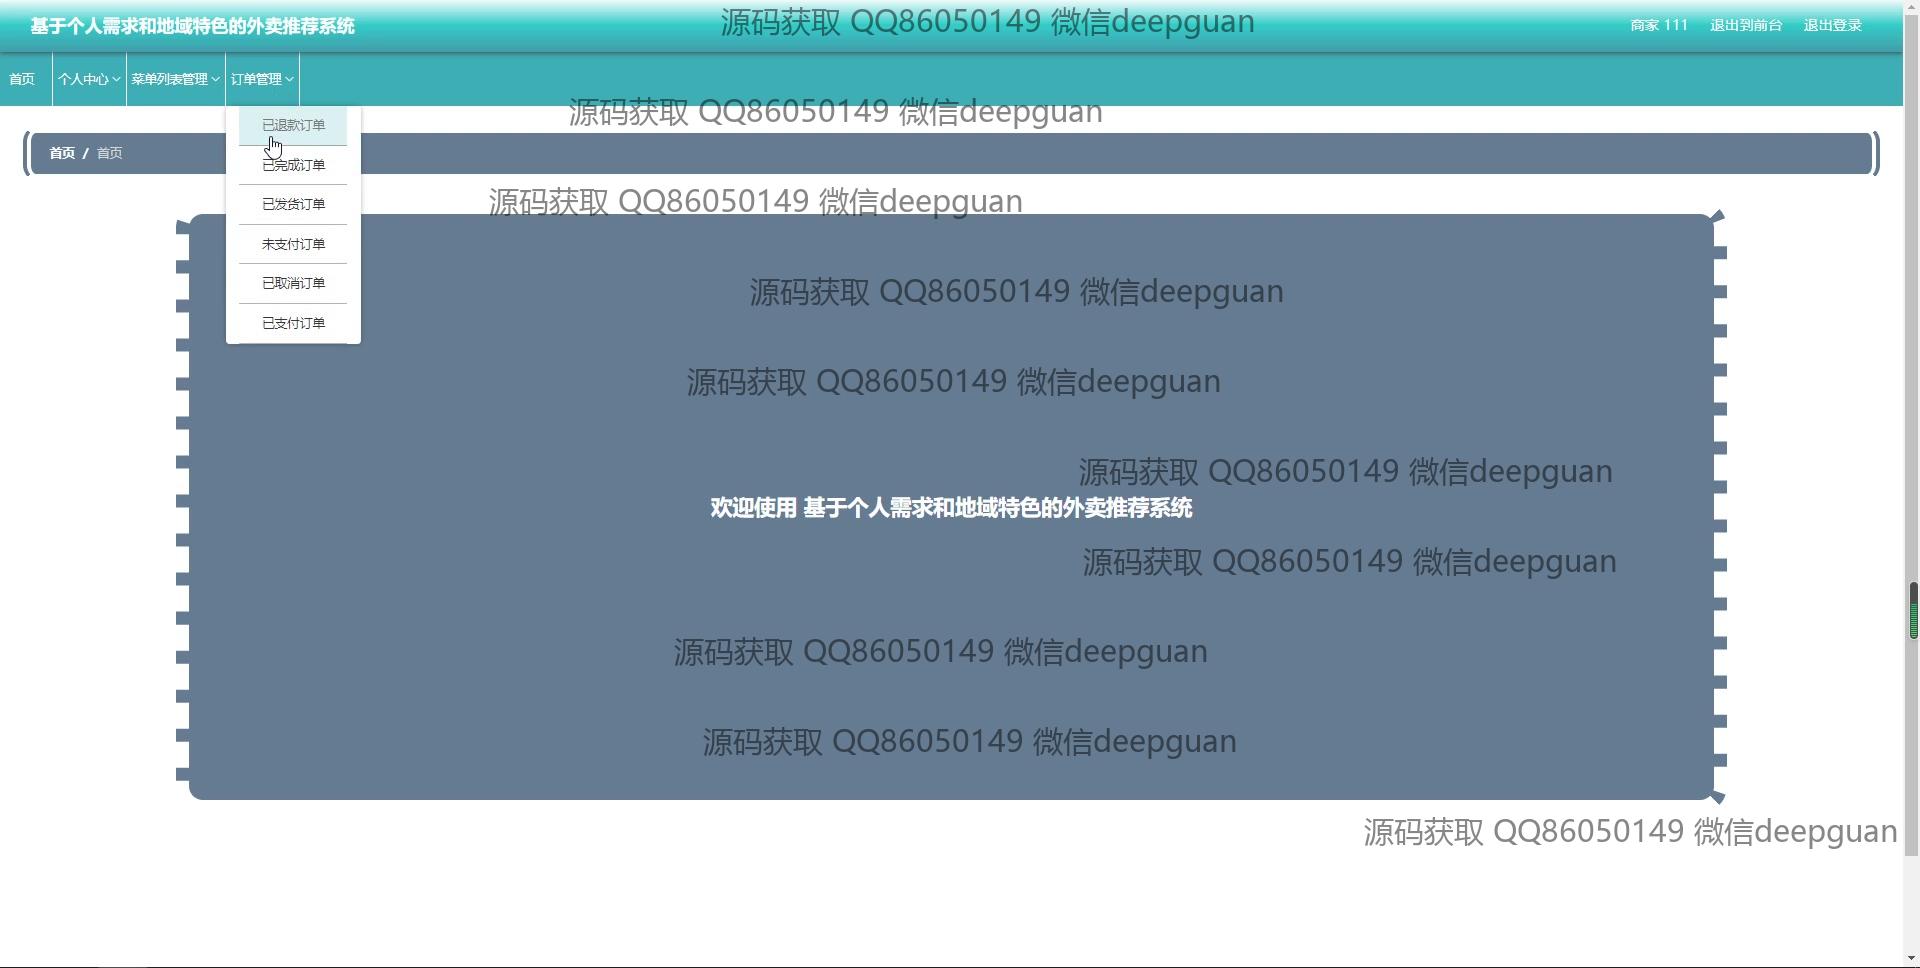 基于个人需求和地域特色的外卖推荐系统
源码获取 QQ86050149 微信deepguan
商家 111 退出到前台 退出登录
首页 个人中心 菜单列表管理 订单管理
源码获取 QQ86050149 微信deepguan
已退款订单
首页 / 首页
已完成订单
源码获取 QQ86050149 微信deepguan
已发货订单
未支付订单
已取消订单
源码获取 QQ86050149 微信deepguan
已支付订单
源码获取 QQ86050149 微信deepguan
源码获取 QQ86050149 微信deepguan
欢迎使用 基于个人需求和地域特色的外卖推荐系统
源码获取 QQ86050149 微信deepguan
源码获取 QQ86050149 微信deepguan
源码获取 QQ86050149 微信deepguan
源码获取 QQ86050149 微信deepguan